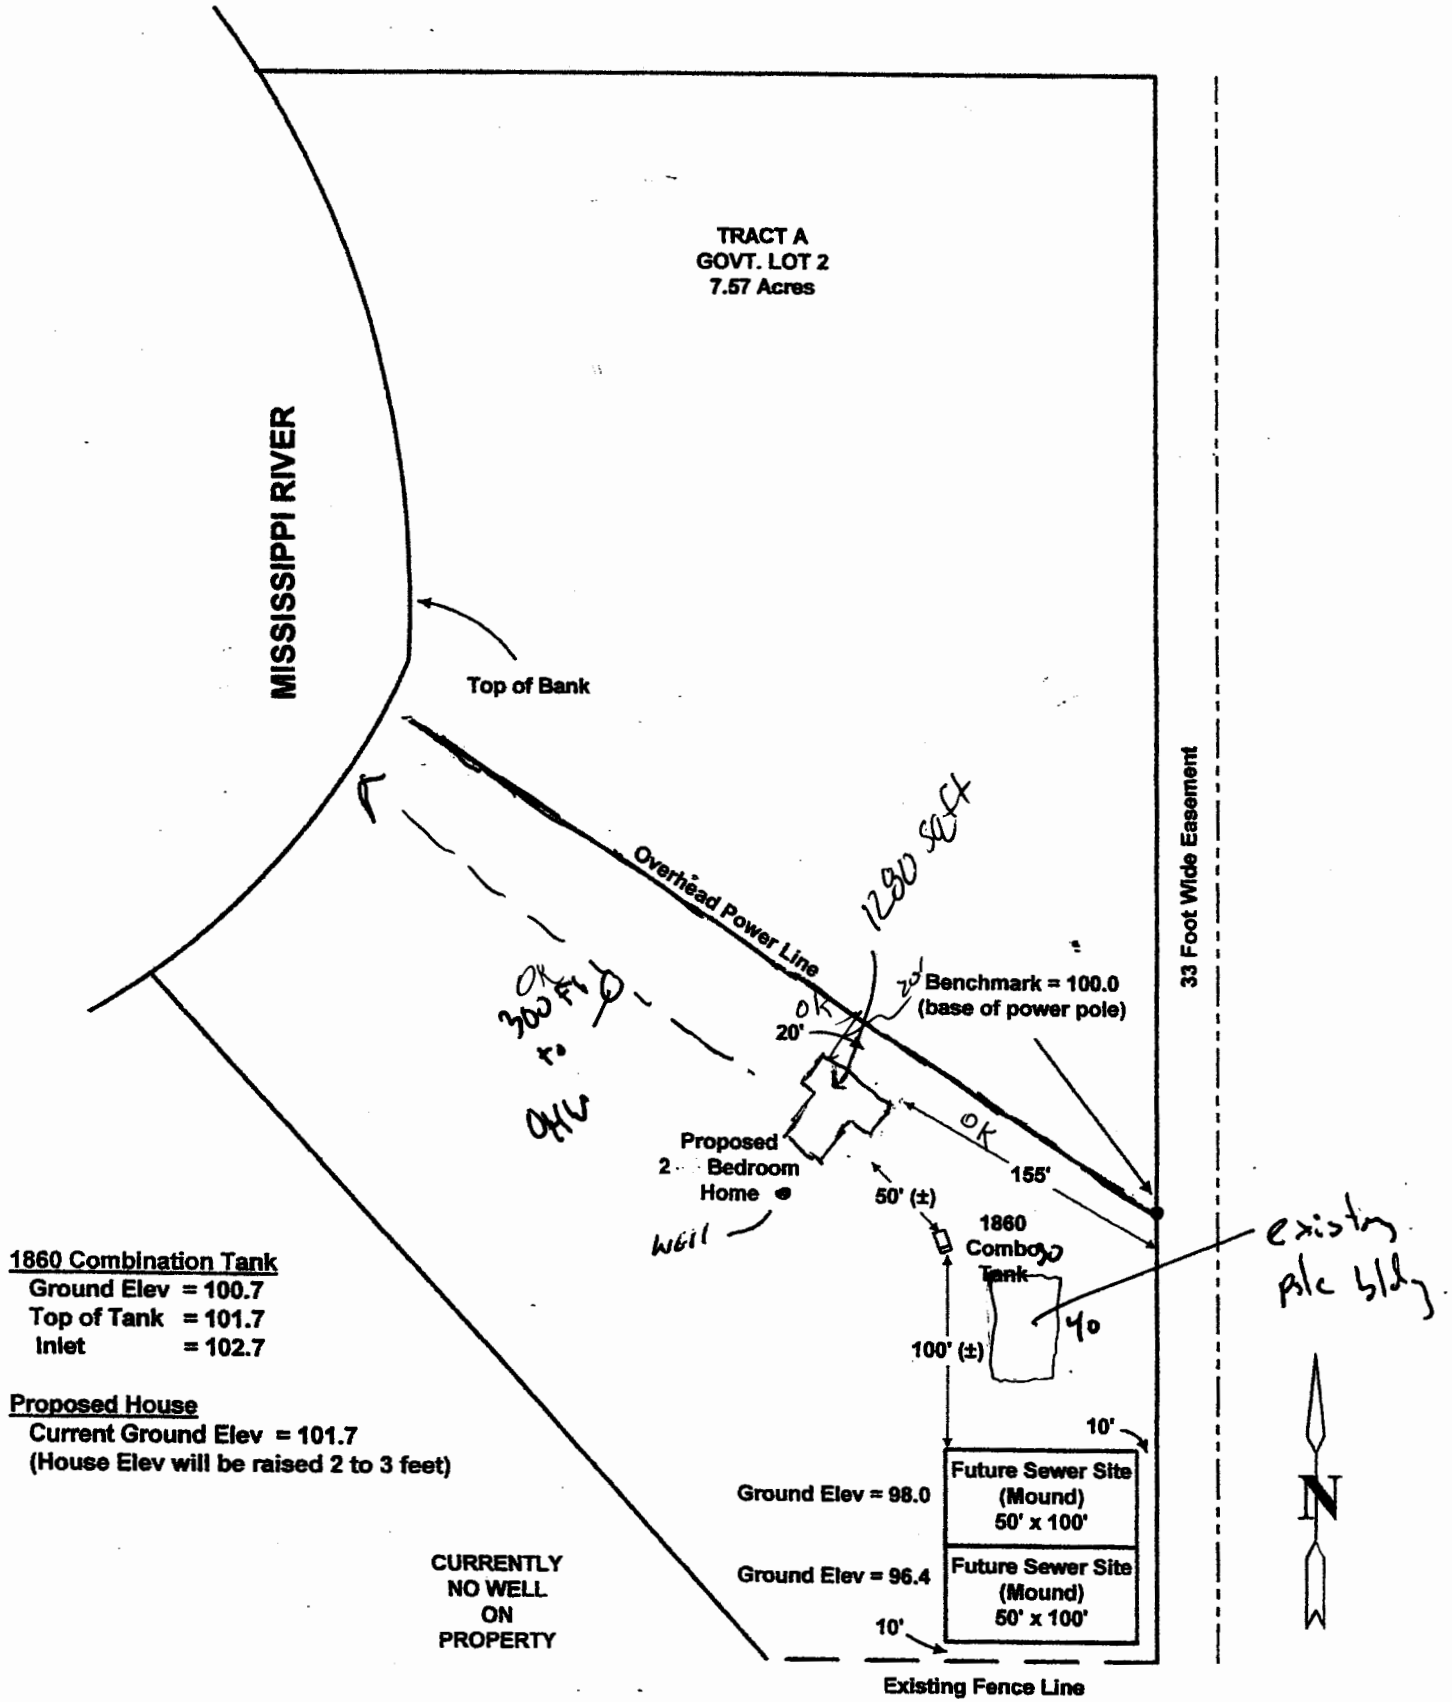 TRACT A
GOVT. LOT 2
7.57 Acres
MISSISSIPPI RIVER
Top of Bank
33 Foot Wide Easement
1280 sq ft
Overhead Power Line
OK
300 Ft
to
OHW
OK
20'
20'
Benchmark = 100.0
(base of power pole)
OK
155'
Proposed
2 Bedroom
Home
Well
50' (±)
1860
Combo
Tank
30
40
existing
pole bldg.
100' (±)
1860 Combination Tank
Ground Elev = 100.7
Top of Tank = 101.7
Inlet = 102.7
Proposed House
Current Ground Elev = 101.7
(House Elev will be raised 2 to 3 feet)
10'
Ground Elev = 98.0
Future Sewer Site
(Mound)
50' x 100'
Ground Elev = 96.4
Future Sewer Site
(Mound)
50' x 100'
10'
N
CURRENTLY
NO WELL
ON
PROPERTY
Existing Fence Line